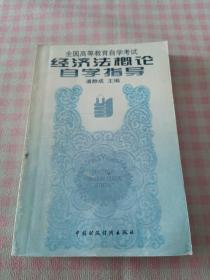 全国高等教育自学考试
经济法概论
自学指导
潘静成 主编
中国财政经济出版社